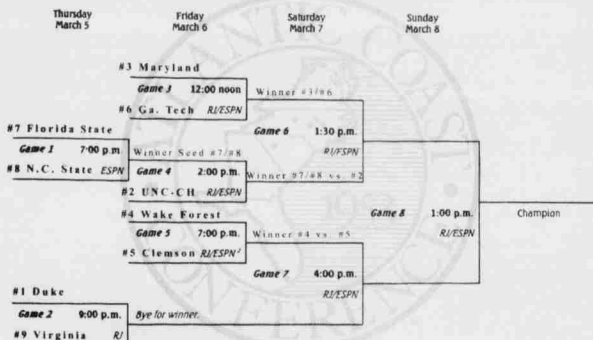 Thursday
March 5
Friday
March 6
Saturday
March 7
Sunday
March 8
#3 Maryland
Game 3 12:00 noon
Winner #3/#6
#6 Ga. Tech RJ/ESPN
#7 Florida State
Game 6 1:30 p.m.
Game 1 7:00 p.m.
Winner Seed #7/#8
RJ/ESPN
#8 N.C. State ESPN
Game 4 2:00 p.m.
Winner #7/#8 vs. #2
#2 UNC-CH RJ/ESPN
#4 Wake Forest
Game 8 1:00 p.m.
Champion
Game 5 7:00 p.m.
Winner #4 vs. #5
RJ/ESPN
#5 Clemson RJ/ESPN²
Game 7 4:00 p.m.
RJ/ESPN
#1 Duke
Game 2 9:00 p.m.
Bye for winner.
#9 Virginia RJ
ATLANTIC COAST
CONFERENCE